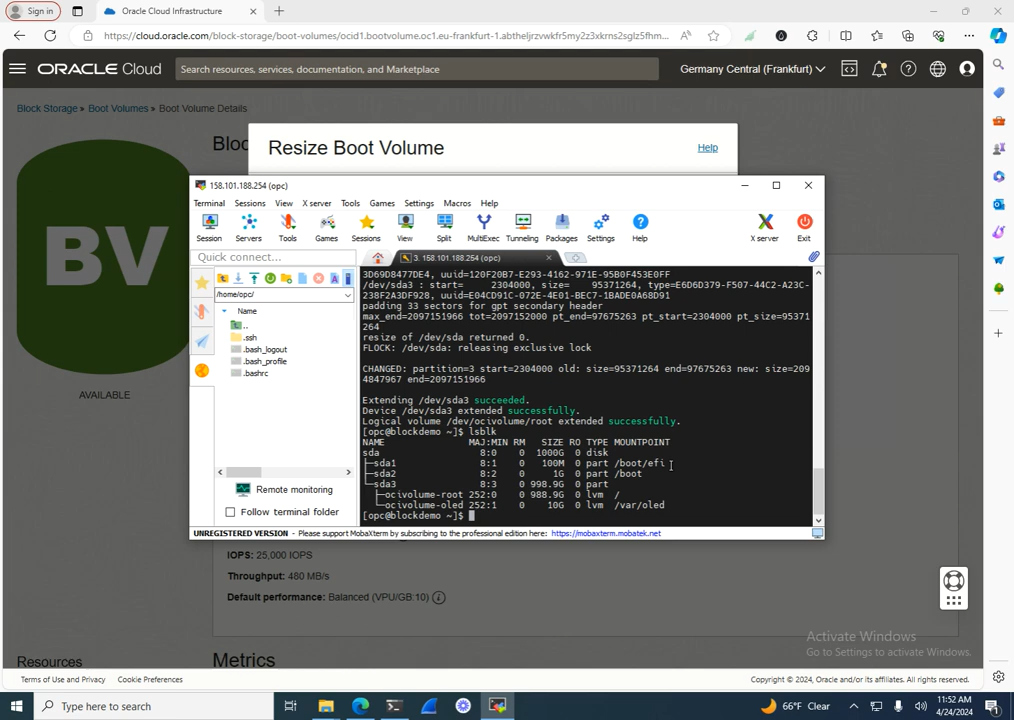 Sign in
Oracle Cloud Infrastructure
https://cloud.oracle.com/block-storage/boot-volumes/ocid1.bootvolume.oc1.eu-frankfurt-1.abtheljrzvwkfr5my2z3xkrns2sglz5fhm...
ORACLE Cloud
Search resources, services, documentation, and Marketplace
Germany Central (Frankfurt)
Block Storage » Boot Volumes » Boot Volume Details
BV
AVAILABLE
Bloc
Resize Boot Volume
Help
158.101.188.254 (opc)
Terminal Sessions View X server Tools Games Settings Macros Help
Session Servers Tools Games Sessions View Split MultiExec Tunneling Packages Settings Help X server Exit
Quick connect...
3. 158.101.188.254 (opc)
/home/opc/
Name
..
.ssh
.bash_logout
.bash_profile
.bashrc
Remote monitoring
Follow terminal folder
3D69D8477DE4, uuid=120F20B7-E293-4162-971E-95B0F453E0FF
/dev/sda3 : start= 2304000, size= 95371264, type=E6D6D379-F507-44C2-A23C-
238F2A3DF928, uuid=E04CD91C-072E-4E01-BEC7-1BADE0A68D91
padding 33 sectors for gpt secondary header
max_end=2097151966 tot=2097152000 pt_end=97675263 pt_start=2304000 pt_size=95371
264
resize of /dev/sda returned 0.
FLOCK: /dev/sda: releasing exclusive lock
CHANGED: partition=3 start=2304000 old: size=95371264 end=97675263 new: size=209
4847967 end=2097151966
Extending /dev/sda3 succeeded.
Device /dev/sda3 extended successfully.
Logical volume /dev/ocivolume/root extended successfully.
[opc@blockdemo ~]$ lsblk
NAME MAJ:MIN RM SIZE RO TYPE MOUNTPOINT
sda 8:0 0 1000G 0 disk
├─sda1 8:1 0 100M 0 part /boot/efi
├─sda2 8:2 0 1G 0 part /boot
└─sda3 8:3 0 998.9G 0 part
├─ocivolume-root 252:0 0 988.9G 0 lvm /
└─ocivolume-oled 252:1 0 10G 0 lvm /var/oled
[opc@blockdemo ~]$
UNREGISTERED VERSION - Please support MobaXterm by subscribing to the professional edition here: https://mobaxterm.mobatek.net
IOPS: 25,000 IOPS
Throughput: 480 MB/s
Default performance: Balanced (VPU/GB:10)
Resources
Metrics
Activate Windows
Go to Settings to activate Windows.
Terms of Use and Privacy Cookie Preferences
Copyright © 2024, Oracle and/or its affiliates. All rights reserved.
Type here to search
66°F Clear
11:52 AM
4/24/2024
1